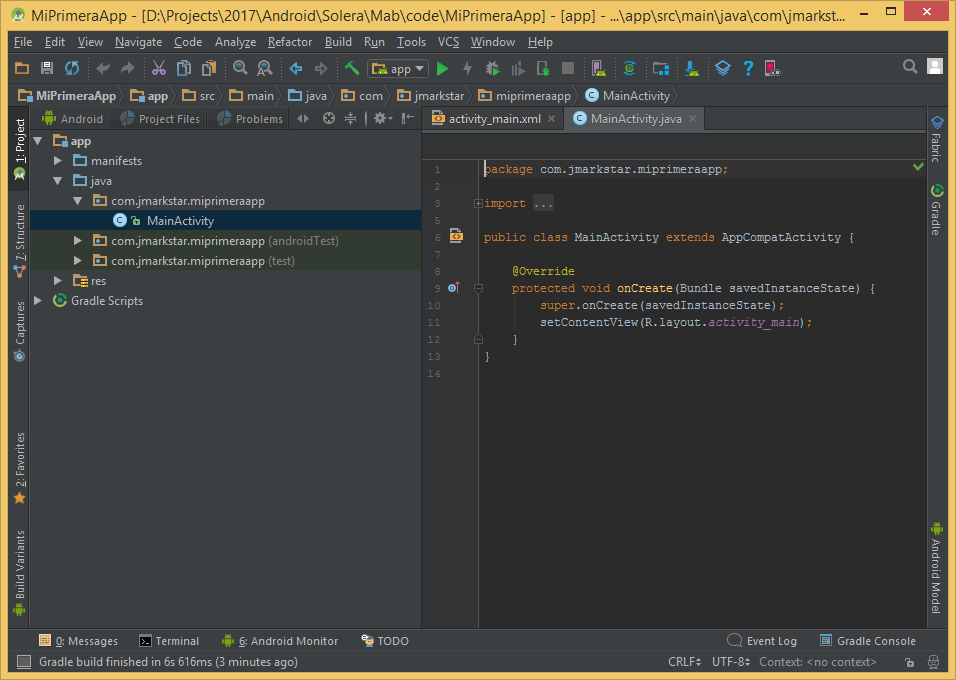 MiPrimeraApp - [D:\Projects\2017\Android\Solera\Mab\code\MiPrimeraApp] - [app] - ...\app\src\main\java\com\jmarkst...
File Edit View Navigate Code Analyze Refactor Build Run Tools VCS Window Help
app
MiPrimeraApp app src main java com jmarkstar miprimeraapp MainActivity
Android Project Files Problems
activity_main.xml MainActivity.java
1: Project
7: Structure
Captures
2: Favorites
Build Variants
app
manifests
java
com.jmarkstar.miprimeraapp
MainActivity
com.jmarkstar.miprimeraapp (androidTest)
com.jmarkstar.miprimeraapp (test)
res
Gradle Scripts
1 package com.jmarkstar.miprimeraapp;
2
3 import ...
5
6 public class MainActivity extends AppCompatActivity {
7
8 @Override
9 protected void onCreate(Bundle savedInstanceState) {
10 super.onCreate(savedInstanceState);
11 setContentView(R.layout.activity_main);
12 }
13 }
14
Fabric
Gradle
Android Model
0: Messages Terminal 6: Android Monitor TODO Event Log Gradle Console
Gradle build finished in 6s 616ms (3 minutes ago) CRLF UTF-8 Context: <no context>